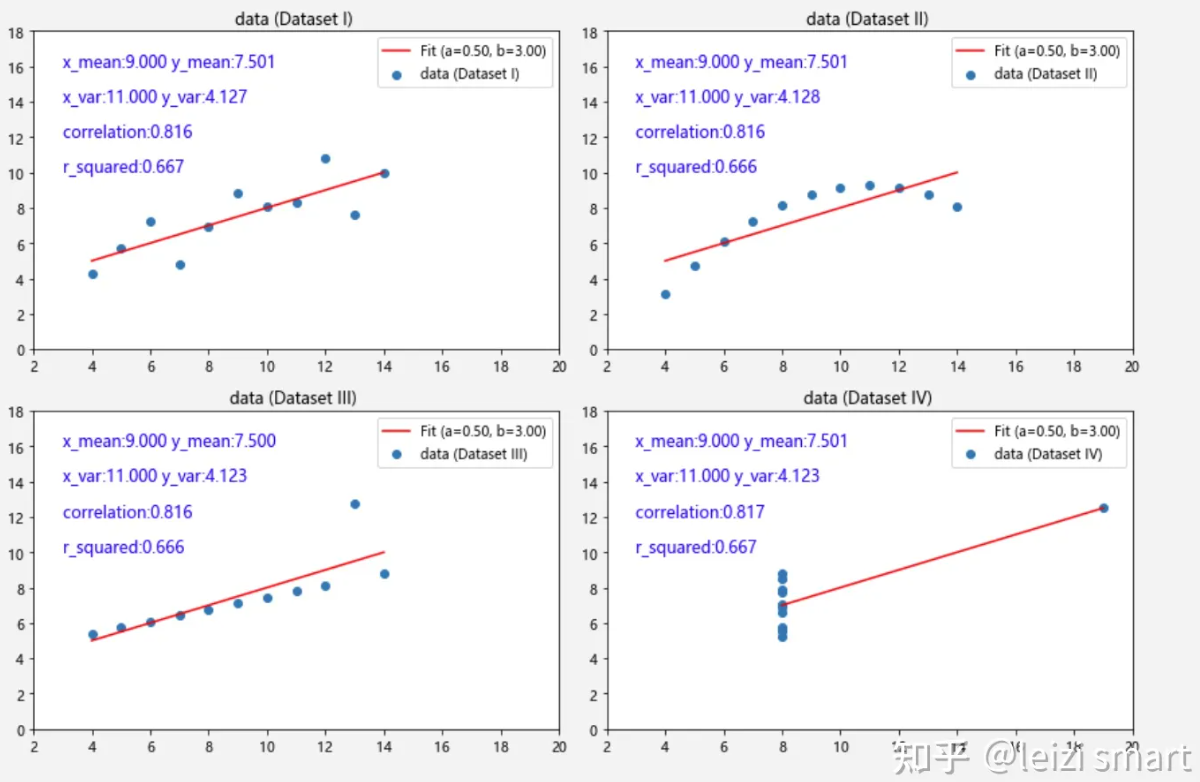 data (Dataset I)
18
16
14
12
10
8
6
4
2
0
x_mean:9.000 y_mean:7.501
x_var:11.000 y_var:4.127
correlation:0.816
r_squared:0.667
Fit (a=0.50, b=3.00)
data (Dataset I)
2 4 6 8 10 12 14 16 18 20
data (Dataset II)
18
16
14
12
10
8
6
4
2
0
x_mean:9.000 y_mean:7.501
x_var:11.000 y_var:4.128
correlation:0.816
r_squared:0.666
Fit (a=0.50, b=3.00)
data (Dataset II)
2 4 6 8 10 12 14 16 18 20
data (Dataset III)
18
16
14
12
10
8
6
4
2
0
x_mean:9.000 y_mean:7.500
x_var:11.000 y_var:4.123
correlation:0.816
r_squared:0.666
Fit (a=0.50, b=3.00)
data (Dataset III)
2 4 6 8 10 12 14 16 18 20
data (Dataset IV)
18
16
14
12
10
8
6
4
2
0
x_mean:9.000 y_mean:7.501
x_var:11.000 y_var:4.123
correlation:0.817
r_squared:0.667
Fit (a=0.50, b=3.00)
data (Dataset IV)
2 4 6 8 10 12 14 16 18 20
知乎 @leizi smart